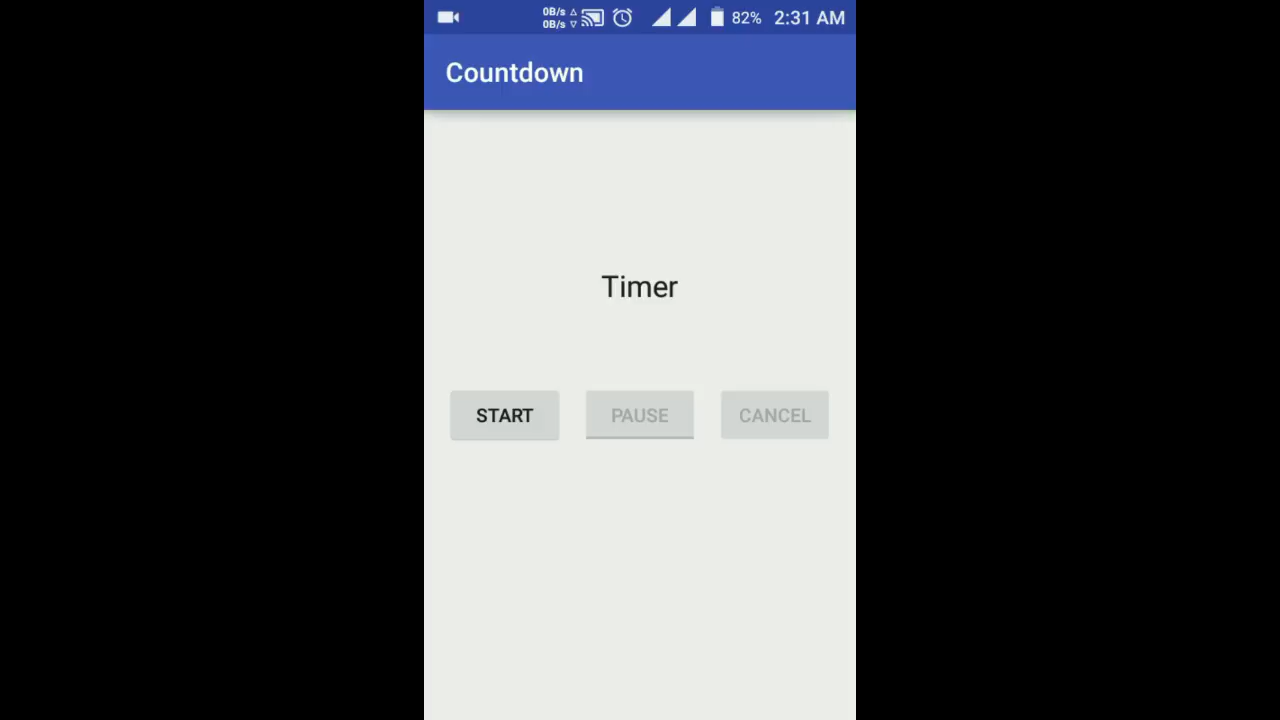 0B/s △
0B/s ▽
82% 2:31 AM
Countdown
Timer
START PAUSE CANCEL